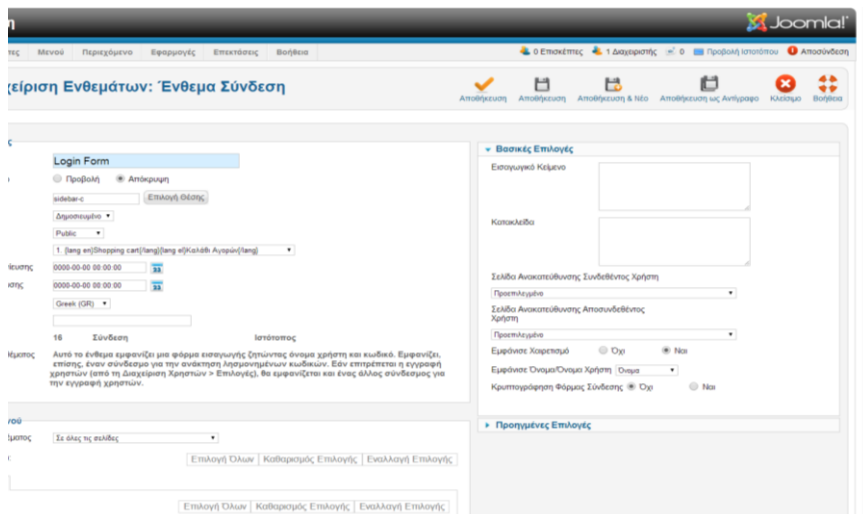 Joomla!
Μενού Περιεχόμενο Εφαρμογές Επεκτάσεις Βοήθεια 0 Επισκέπτες 1 Διαχειριστής 0 Προβολή Ιστοτόπου Αποσύνδεση
χείριση Ενθεμάτων: Ένθεμα Σύνδεση
Αποθήκευση Αποθήκευση Αποθήκευση & Νέο Αποθήκευση ως Αντίγραφο Κλείσιμο Βοήθεια
Βασικές Επιλογές
Login Form
Εισαγωγικό Κείμενο
Προβολή Απόκρυψη
sidebar-c Επιλογή Θέσης
Δημοσιευμένο
Κατακλείδα
Public
1. {lang en}Shopping cart{/lang}{lang el}Καλάθι Αγορών{/lang}
0000-00-00 00:00:00
Σελίδα Ανακατεύθυνσης Συνδεθέντος Χρήστη
0000-00-00 00:00:00
Προεπιλεγμένο
Greek (GR)
Σελίδα Ανακατεύθυνσης Αποσυνδεθέντος
Χρήστη
16 Σύνδεση Ιστότοπος
Προεπιλεγμένο
Αυτό το ένθεμα εμφανίζει μια φόρμα εισαγωγής ζητώντας όνομα χρήστη και κωδικό. Εμφανίζει,
επίσης, έναν σύνδεσμο για την ανάκτηση λησμονημένων κωδικών. Εάν επιτρέπεται η εγγραφή
χρηστών (από τη Διαχείριση Χρηστών > Επιλογές), θα εμφανίζεται και ένας άλλος σύνδεσμος για
την εγγραφή χρηστών.
Εμφάνισε Χαιρετισμό Όχι Ναι
Εμφάνισε Όνομα/Όνομα Χρήστη Όνομα
Κρυπτογράφηση Φόρμας Σύνδεσης Όχι Ναι
Προηγμένες Επιλογές
Σε όλες τις σελίδες
Επιλογή Όλων Καθαρισμός Επιλογής Εναλλαγή Επιλογής
Επιλογή Όλων Καθαρισμός Επιλογής Εναλλαγή Επιλογής